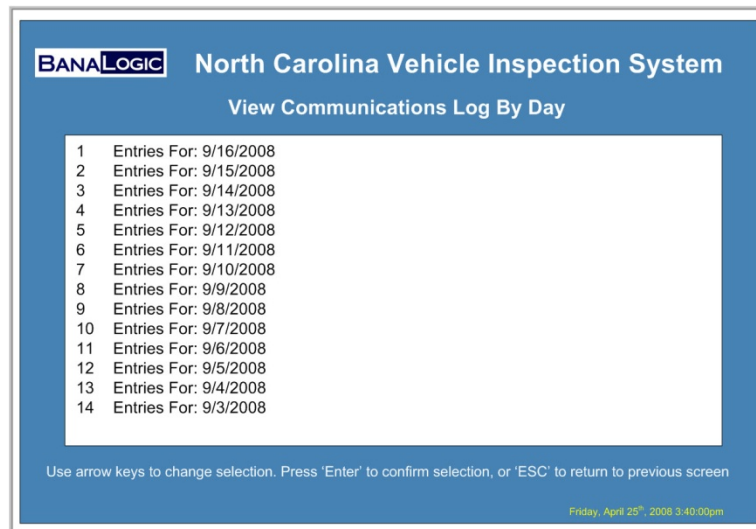 BANALOGIC North Carolina Vehicle Inspection System
View Communications Log By Day
1 Entries For: 9/16/2008
2 Entries For: 9/15/2008
3 Entries For: 9/14/2008
4 Entries For: 9/13/2008
5 Entries For: 9/12/2008
6 Entries For: 9/11/2008
7 Entries For: 9/10/2008
8 Entries For: 9/9/2008
9 Entries For: 9/8/2008
10 Entries For: 9/7/2008
11 Entries For: 9/6/2008
12 Entries For: 9/5/2008
13 Entries For: 9/4/2008
14 Entries For: 9/3/2008
Use arrow keys to change selection. Press ‘Enter’ to confirm selection, or ‘ESC’ to return to previous screen
Friday, April 25th, 2008 3:40:00pm